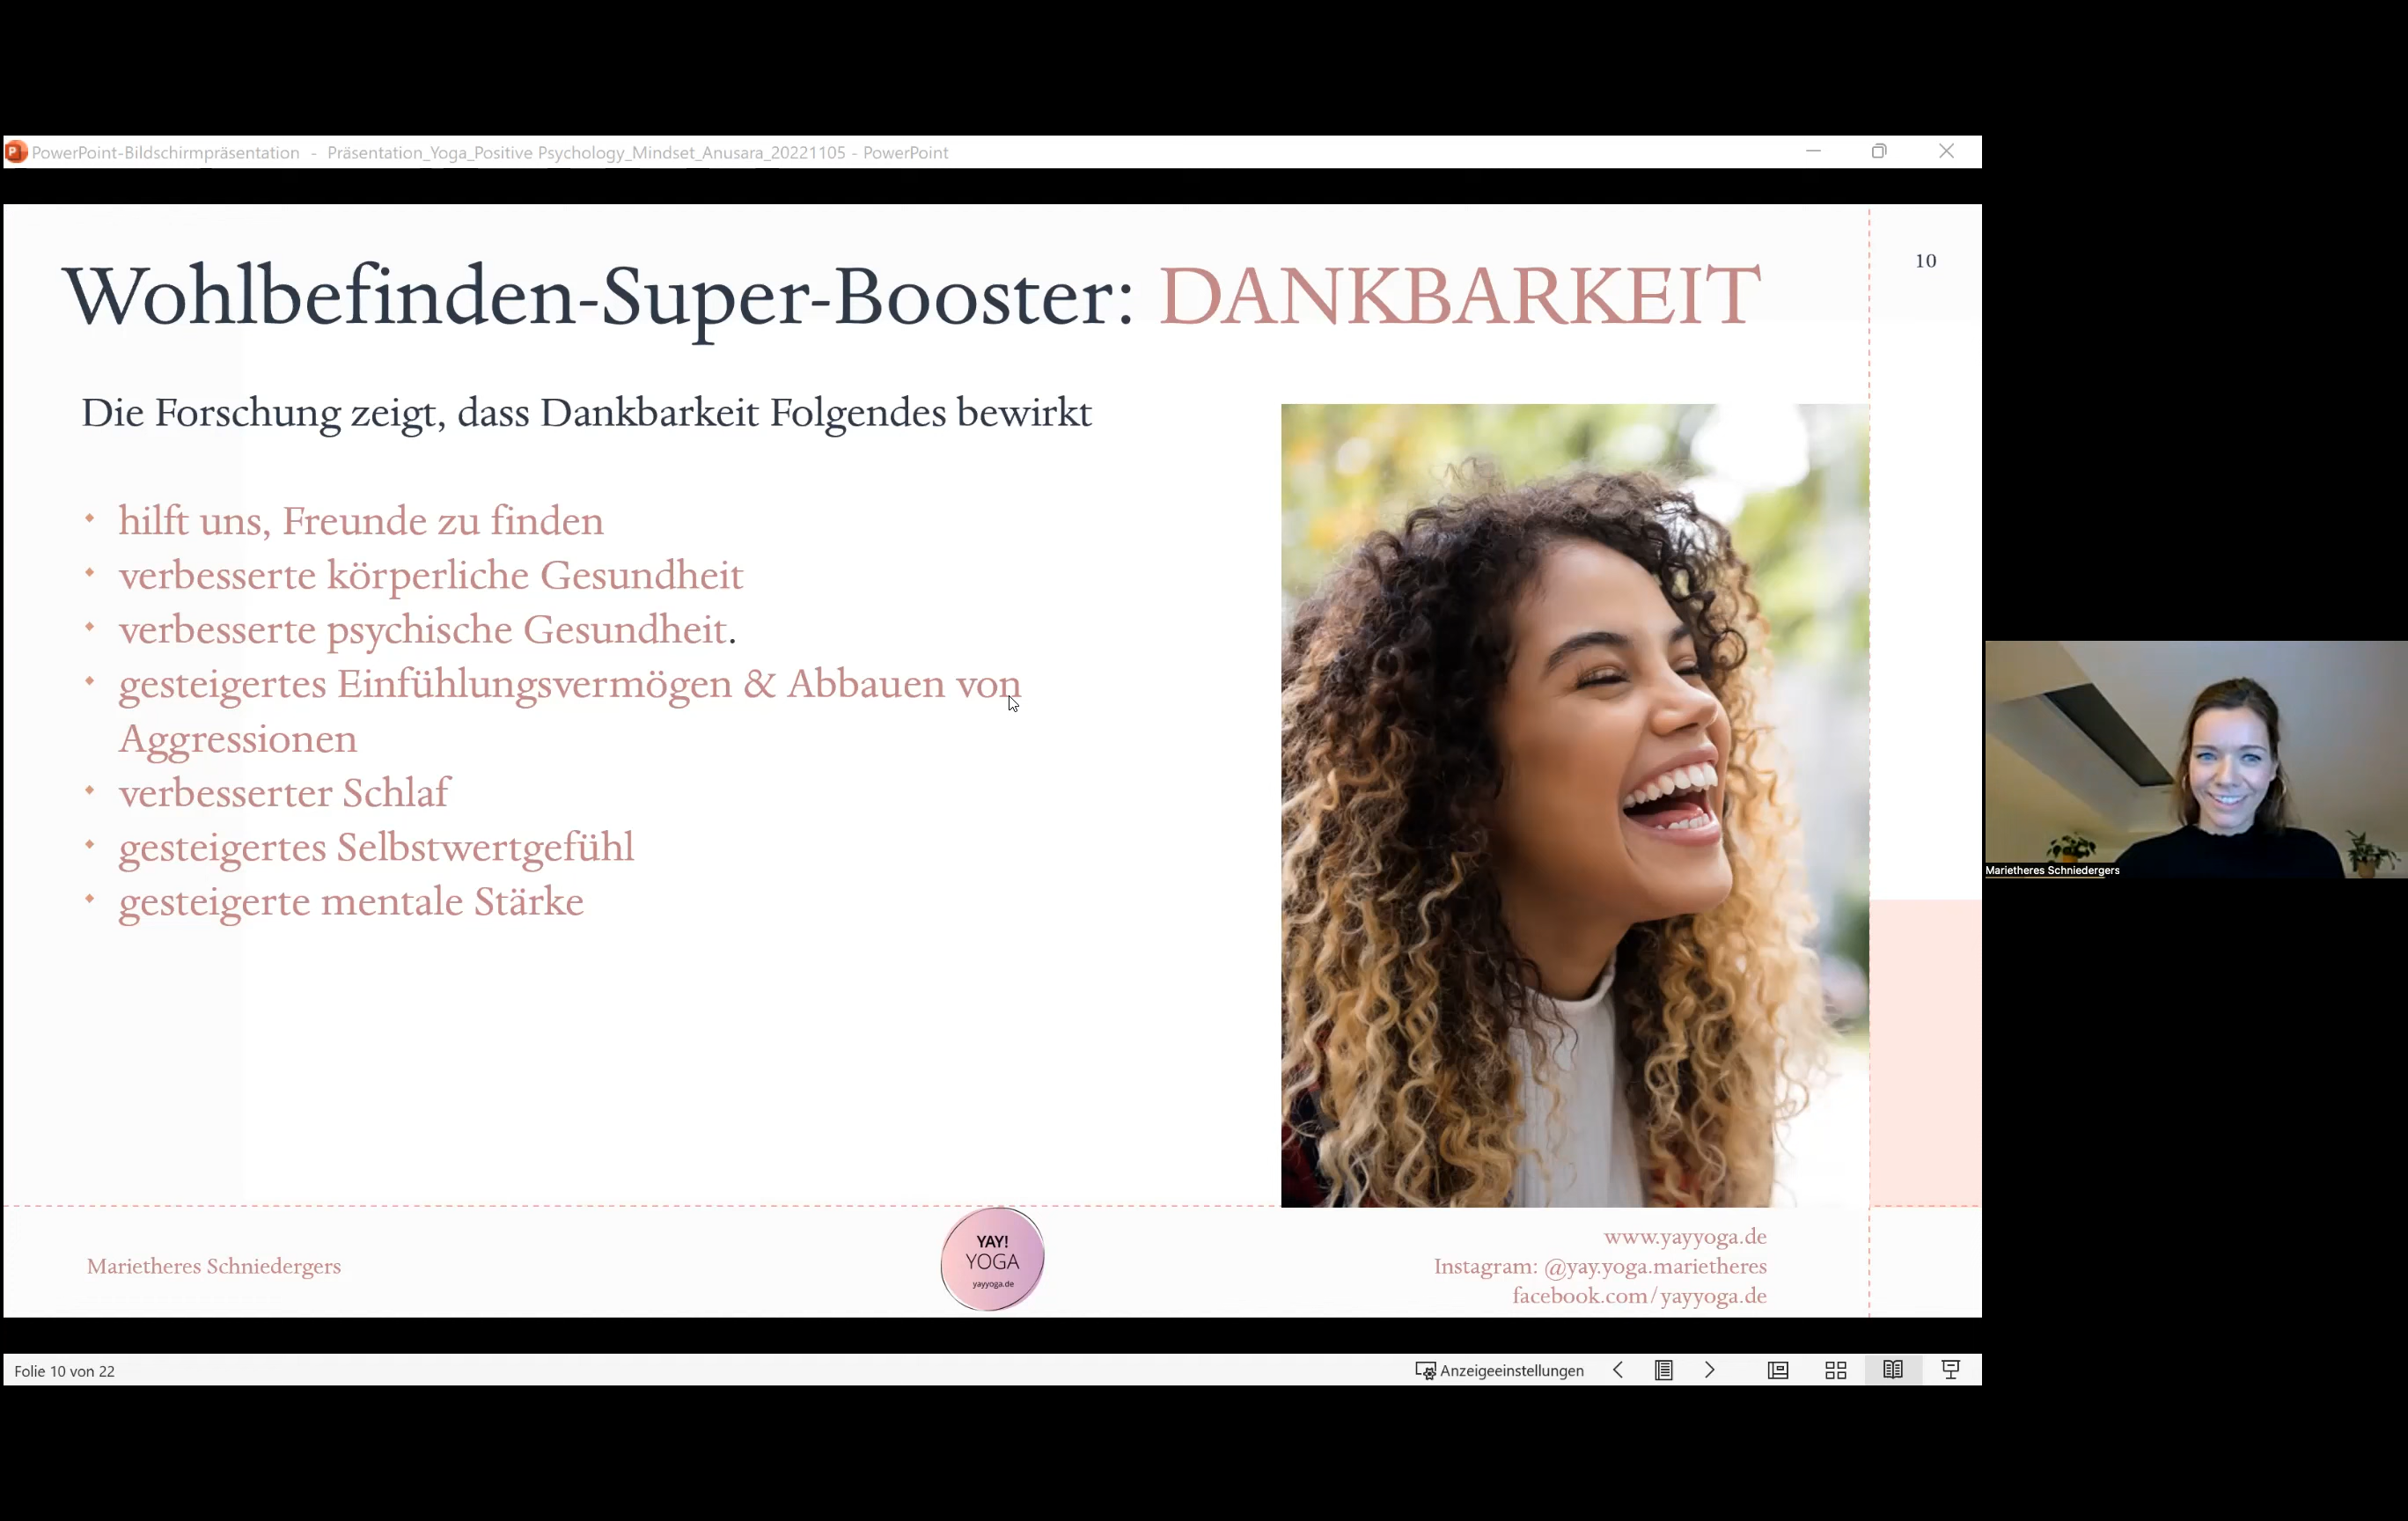 PowerPoint-Bildschirmpräsentation - Präsentation_Yoga_Positive Psychology_Mindset_Anusara_20221105 - PowerPoint
10
Wohlbefinden-Super-Booster: DANKBARKEIT
Die Forschung zeigt, dass Dankbarkeit Folgendes bewirkt
hilft uns, Freunde zu finden
verbesserte körperliche Gesundheit
verbesserte psychische Gesundheit.
gesteigertes Einfühlungsvermögen & Abbauen von
Aggressionen
verbesserter Schlaf
gesteigertes Selbstwertgefühl
gesteigerte mentale Stärke
Marietheres Schniedergers
Marietheres Schniedergers
YAY!
YOGA
yayyoga.de
www.yayyoga.de
Instagram: @yay.yoga.marietheres
facebook.com/yayyoga.de
Folie 10 von 22
Anzeigeeinstellungen